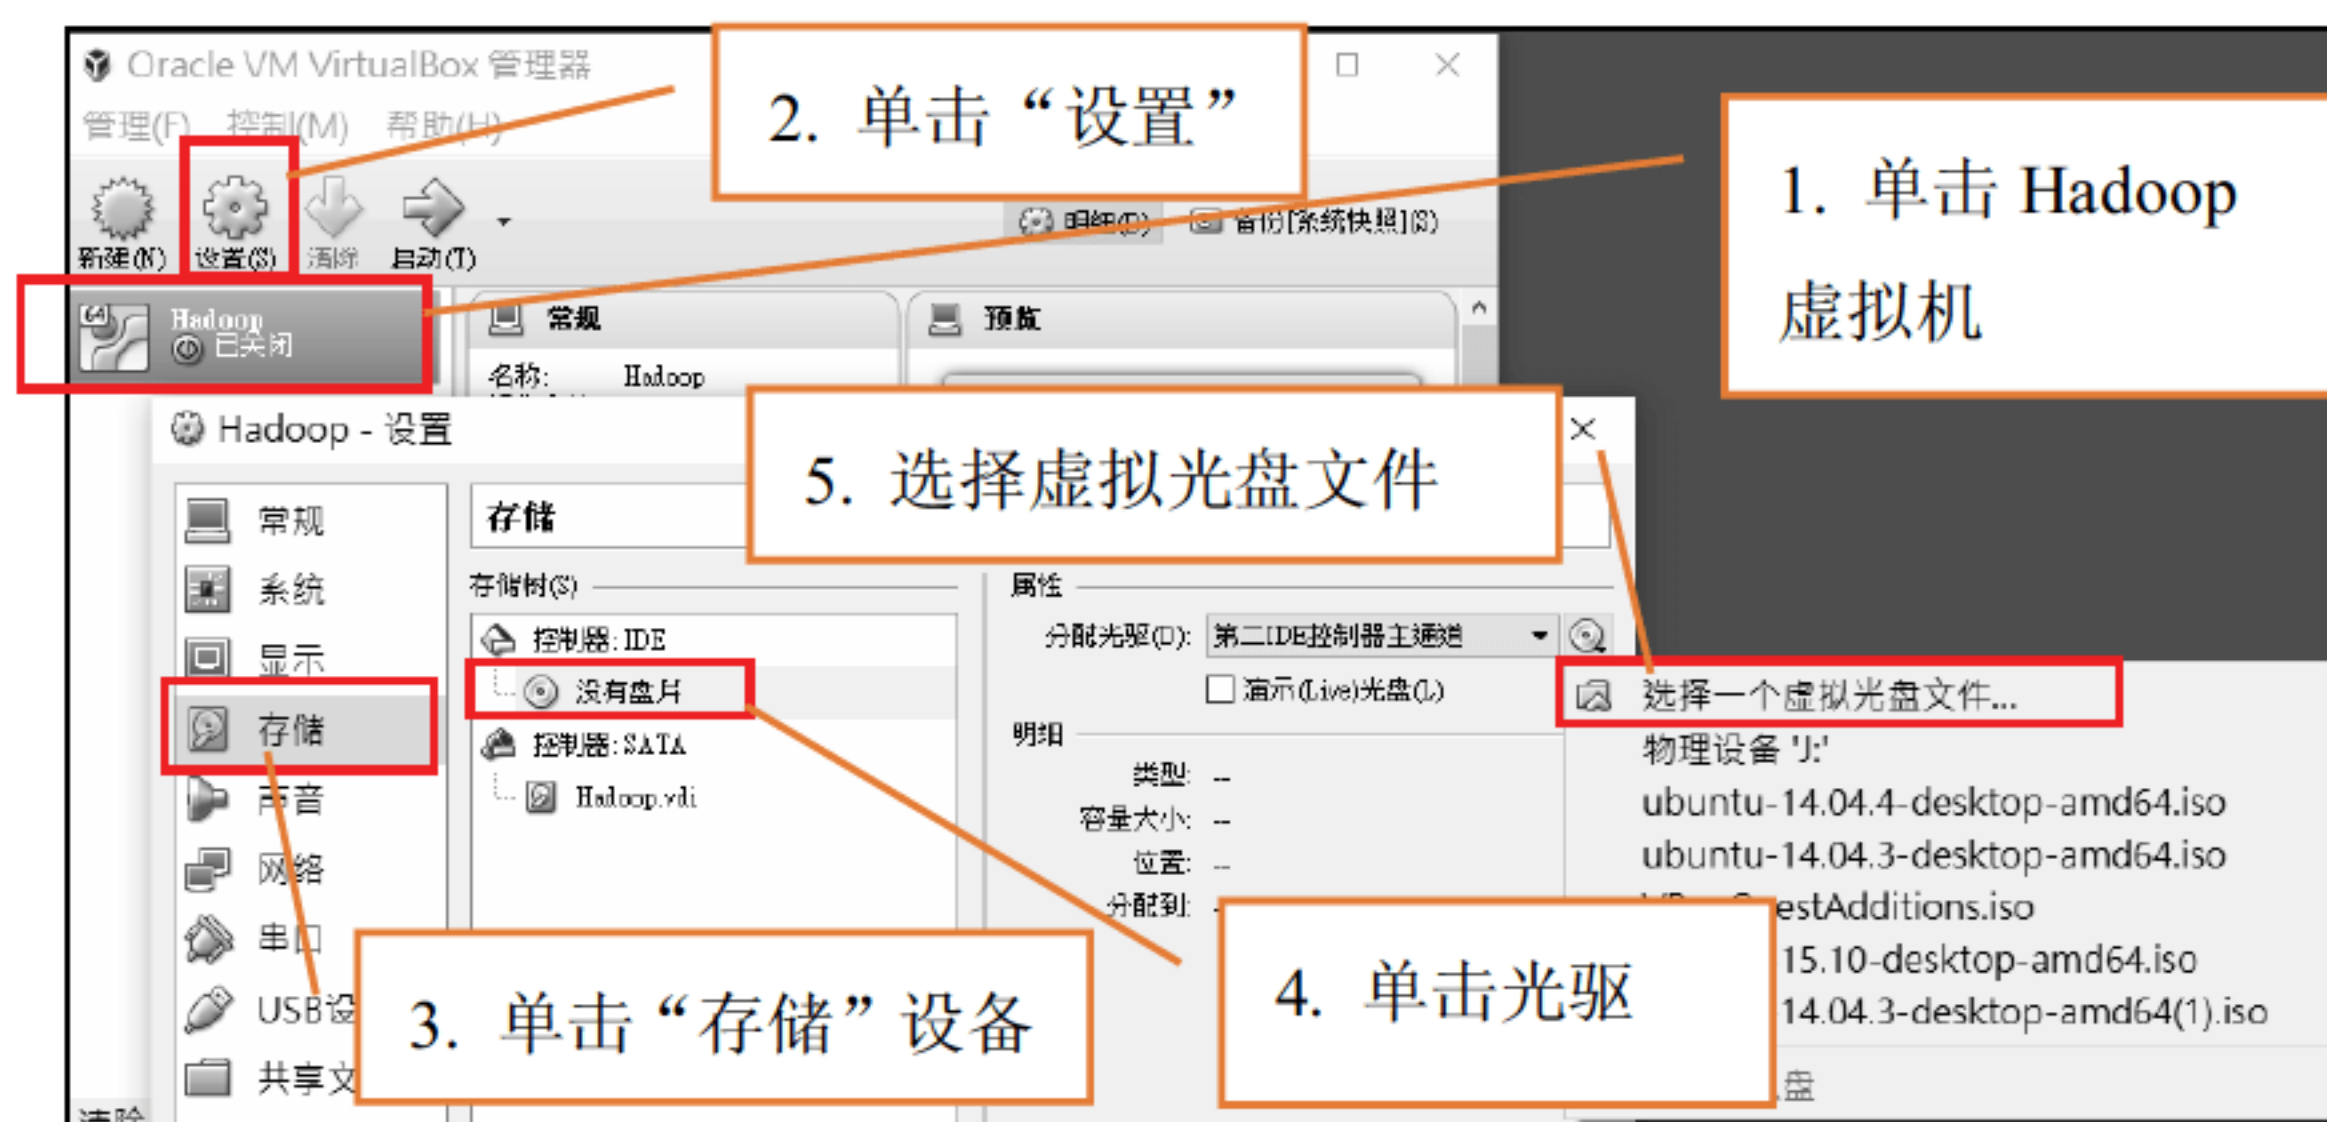 Oracle VM VirtualBox 管理器
管理(F) 控制(M) 帮助(H)
2. 单击“设置”
1. 单击 Hadoop
虚拟机
新建(N) 设置(S) 清除 启动(T)
明细(D) 备份[系统快照](S)
64 Hadoop
已关闭
常规
预览
名称: Hadoop
Hadoop - 设置
5. 选择虚拟光盘文件
常规
系统
显示
存储
声音
网络
串口
USB设
共享文
存储
存储树(S)
控制器: IDE
没有盘片
控制器: SATA
Hadoop.vdi
属性
分配光驱(D): 第二IDE控制器主通道
演示(Live)光盘(L)
明细
类型: --
容量大小: --
位置: --
分配到:
选择一个虚拟光盘文件...
物理设备 'J:'
ubuntu-14.04.4-desktop-amd64.iso
ubuntu-14.04.3-desktop-amd64.iso
estAdditions.iso
15.10-desktop-amd64.iso
-14.04.3-desktop-amd64(1).iso
盘
3. 单击“存储”设备
4. 单击光驱
清除